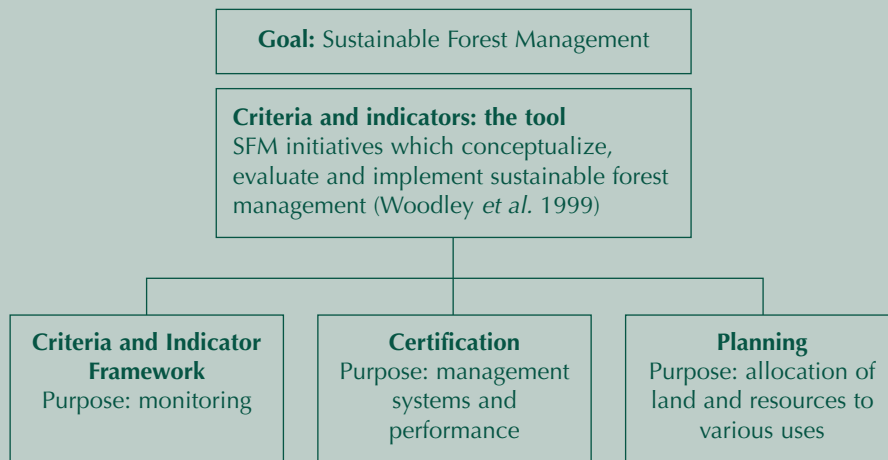 Goal: Sustainable Forest Management
Criteria and indicators: the tool
SFM initiatives which conceptualize,
evaluate and implement sustainable forest
management (Woodley et al. 1999)
Criteria and Indicator
Framework
Purpose: monitoring
Certification
Purpose: management
systems and
performance
Planning
Purpose: allocation of
land and resources to
various uses